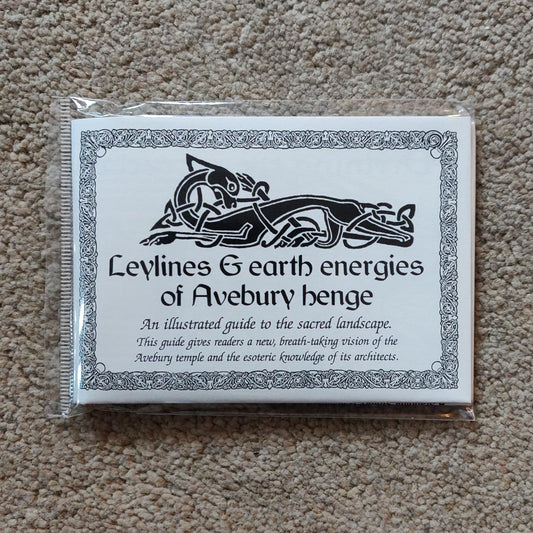 Leylines & earth energies
of Avebury henge
An illustrated guide to the sacred landscape.
This guide gives readers a new, breath-taking vision of the
Avebury temple and the esoteric knowledge of its architects.